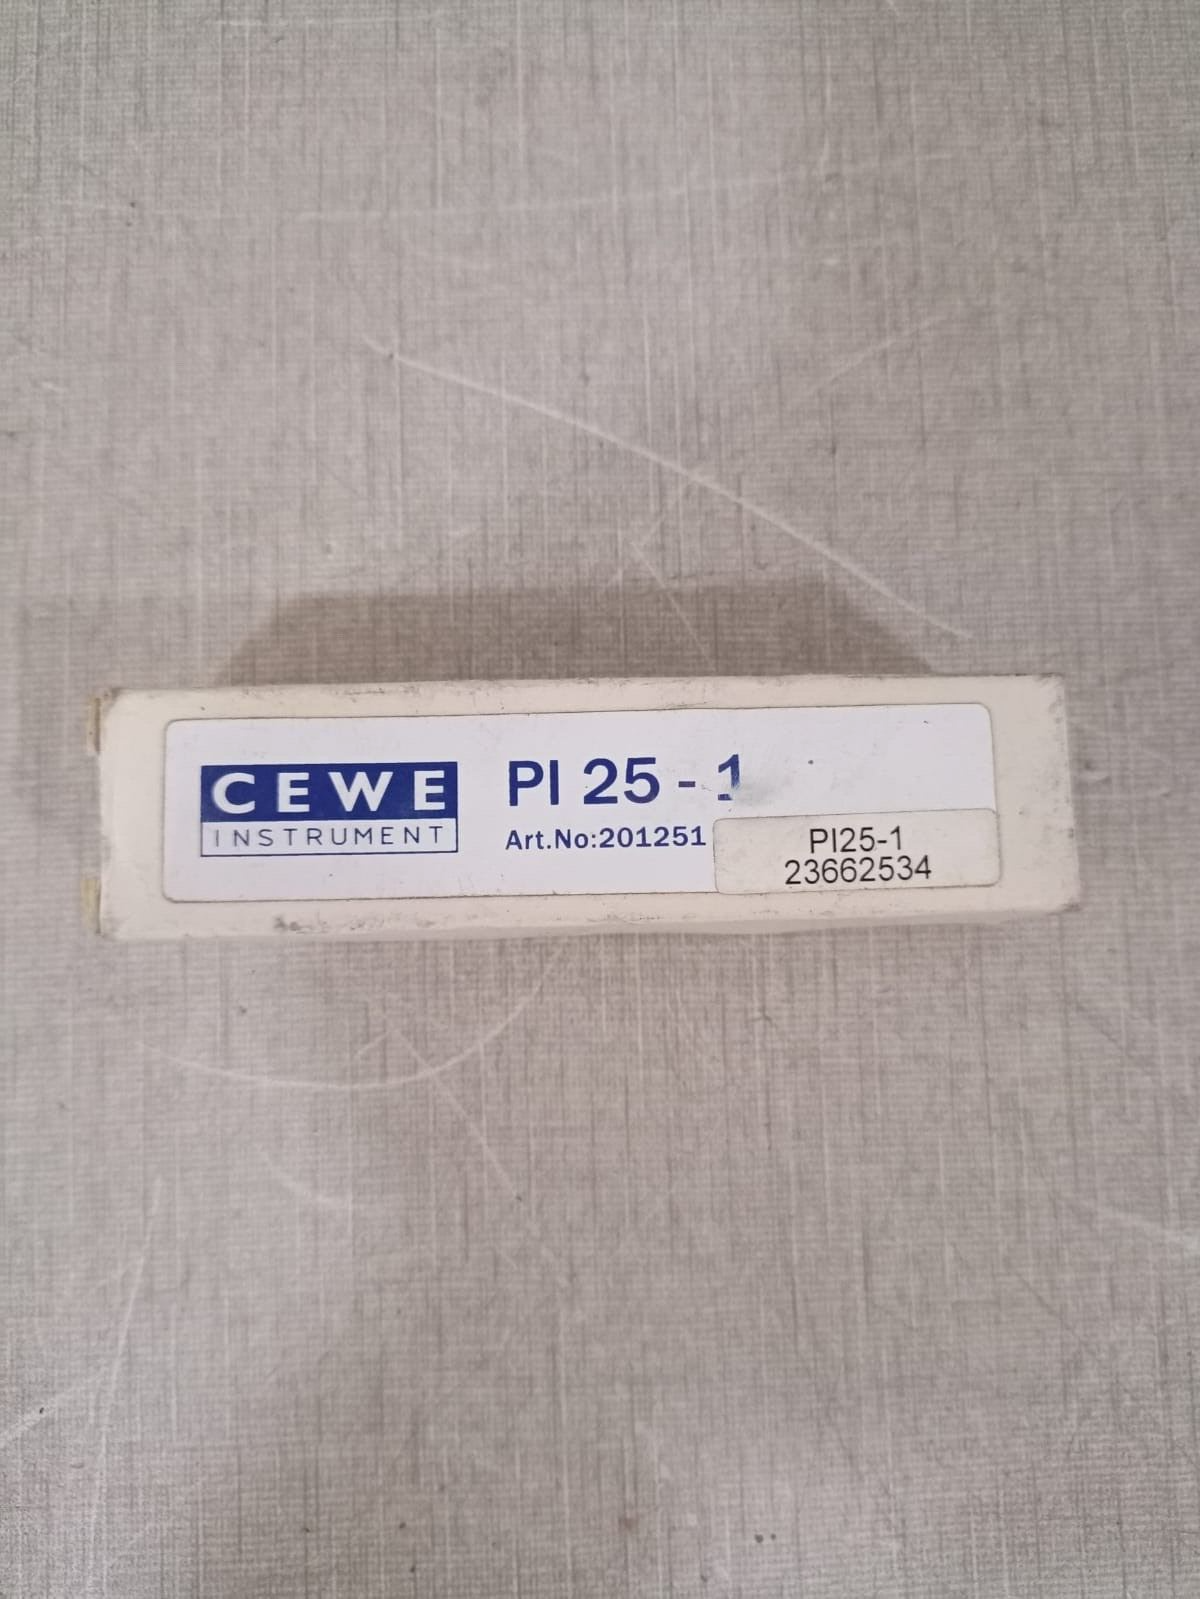 CEWE
INSTRUMENT
PI 25 - 1
Art.No:201251
PI25-1
23662534